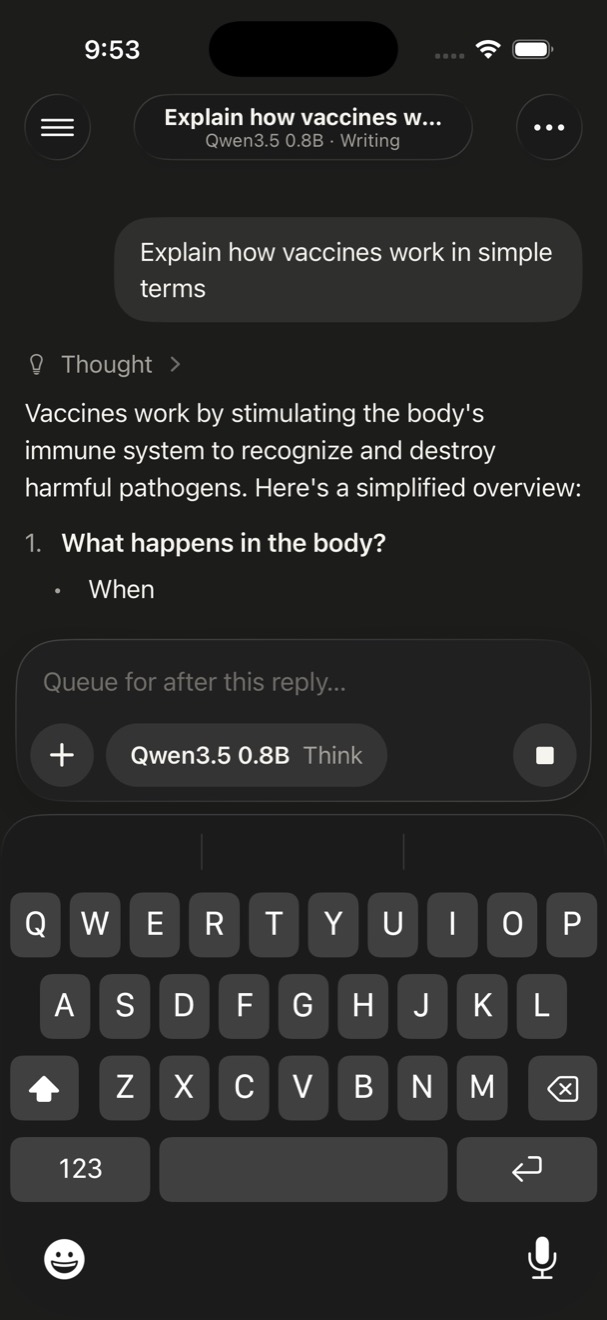 9:53
Explain how vaccines w...
Qwen3.5 0.8B · Writing
Explain how vaccines work in simple
terms
Thought
Vaccines work by stimulating the body's
immune system to recognize and destroy
harmful pathogens. Here's a simplified overview:
1. What happens in the body?
• When
Queue for after this reply...
Qwen3.5 0.8B Think
Q W E R T Y U I O P
A S D F G H J K L
Z X C V B N M
123